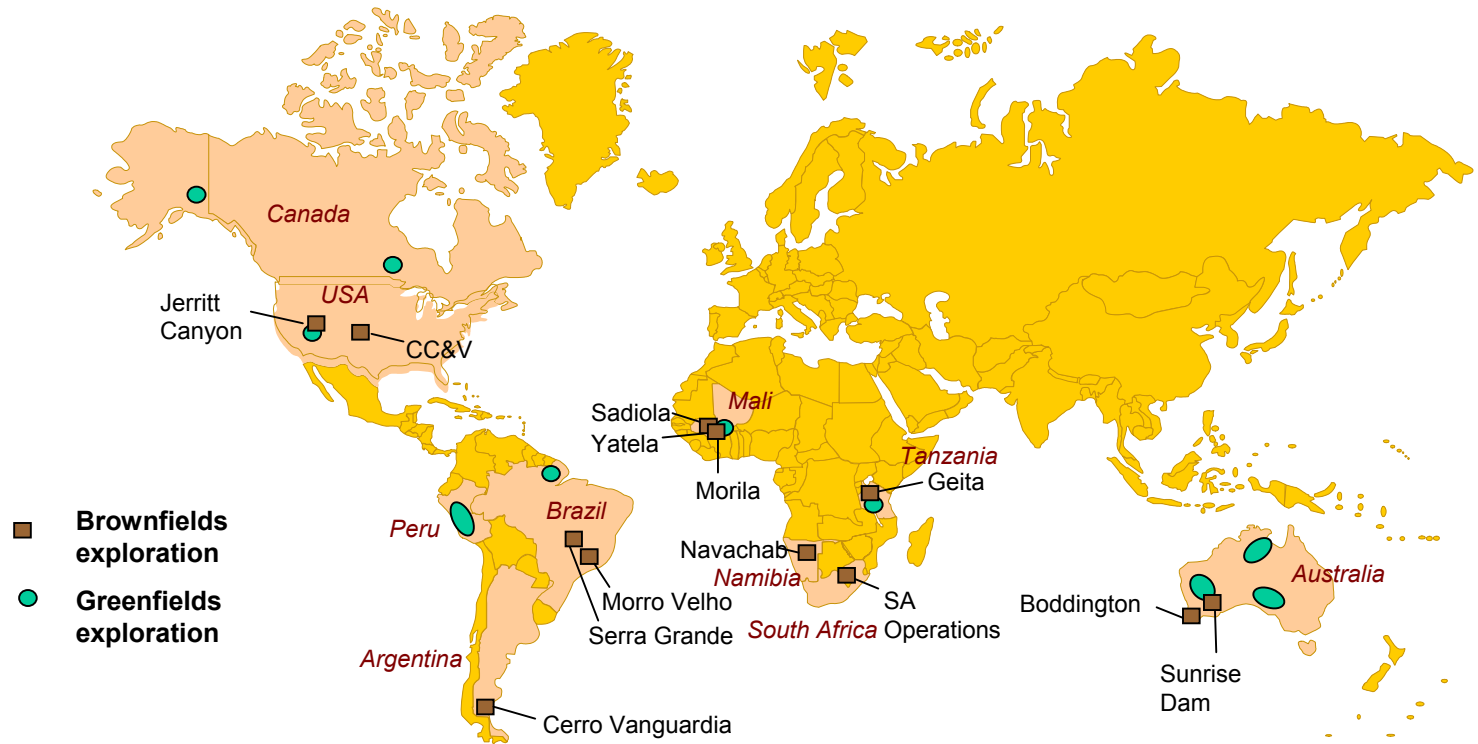 Canada
USA
Jerritt
Canyon
CC&V
Sadiola
Yatela
Mali
Morila
Tanzania
Geita
Peru
Brazil
Brownfields
exploration
Greenfields
exploration
Navachab
Namibia
Morro Velho
Serra Grande
SA
South Africa Operations
Australia
Boddington
Sunrise
Dam
Argentina
Cerro Vanguardia